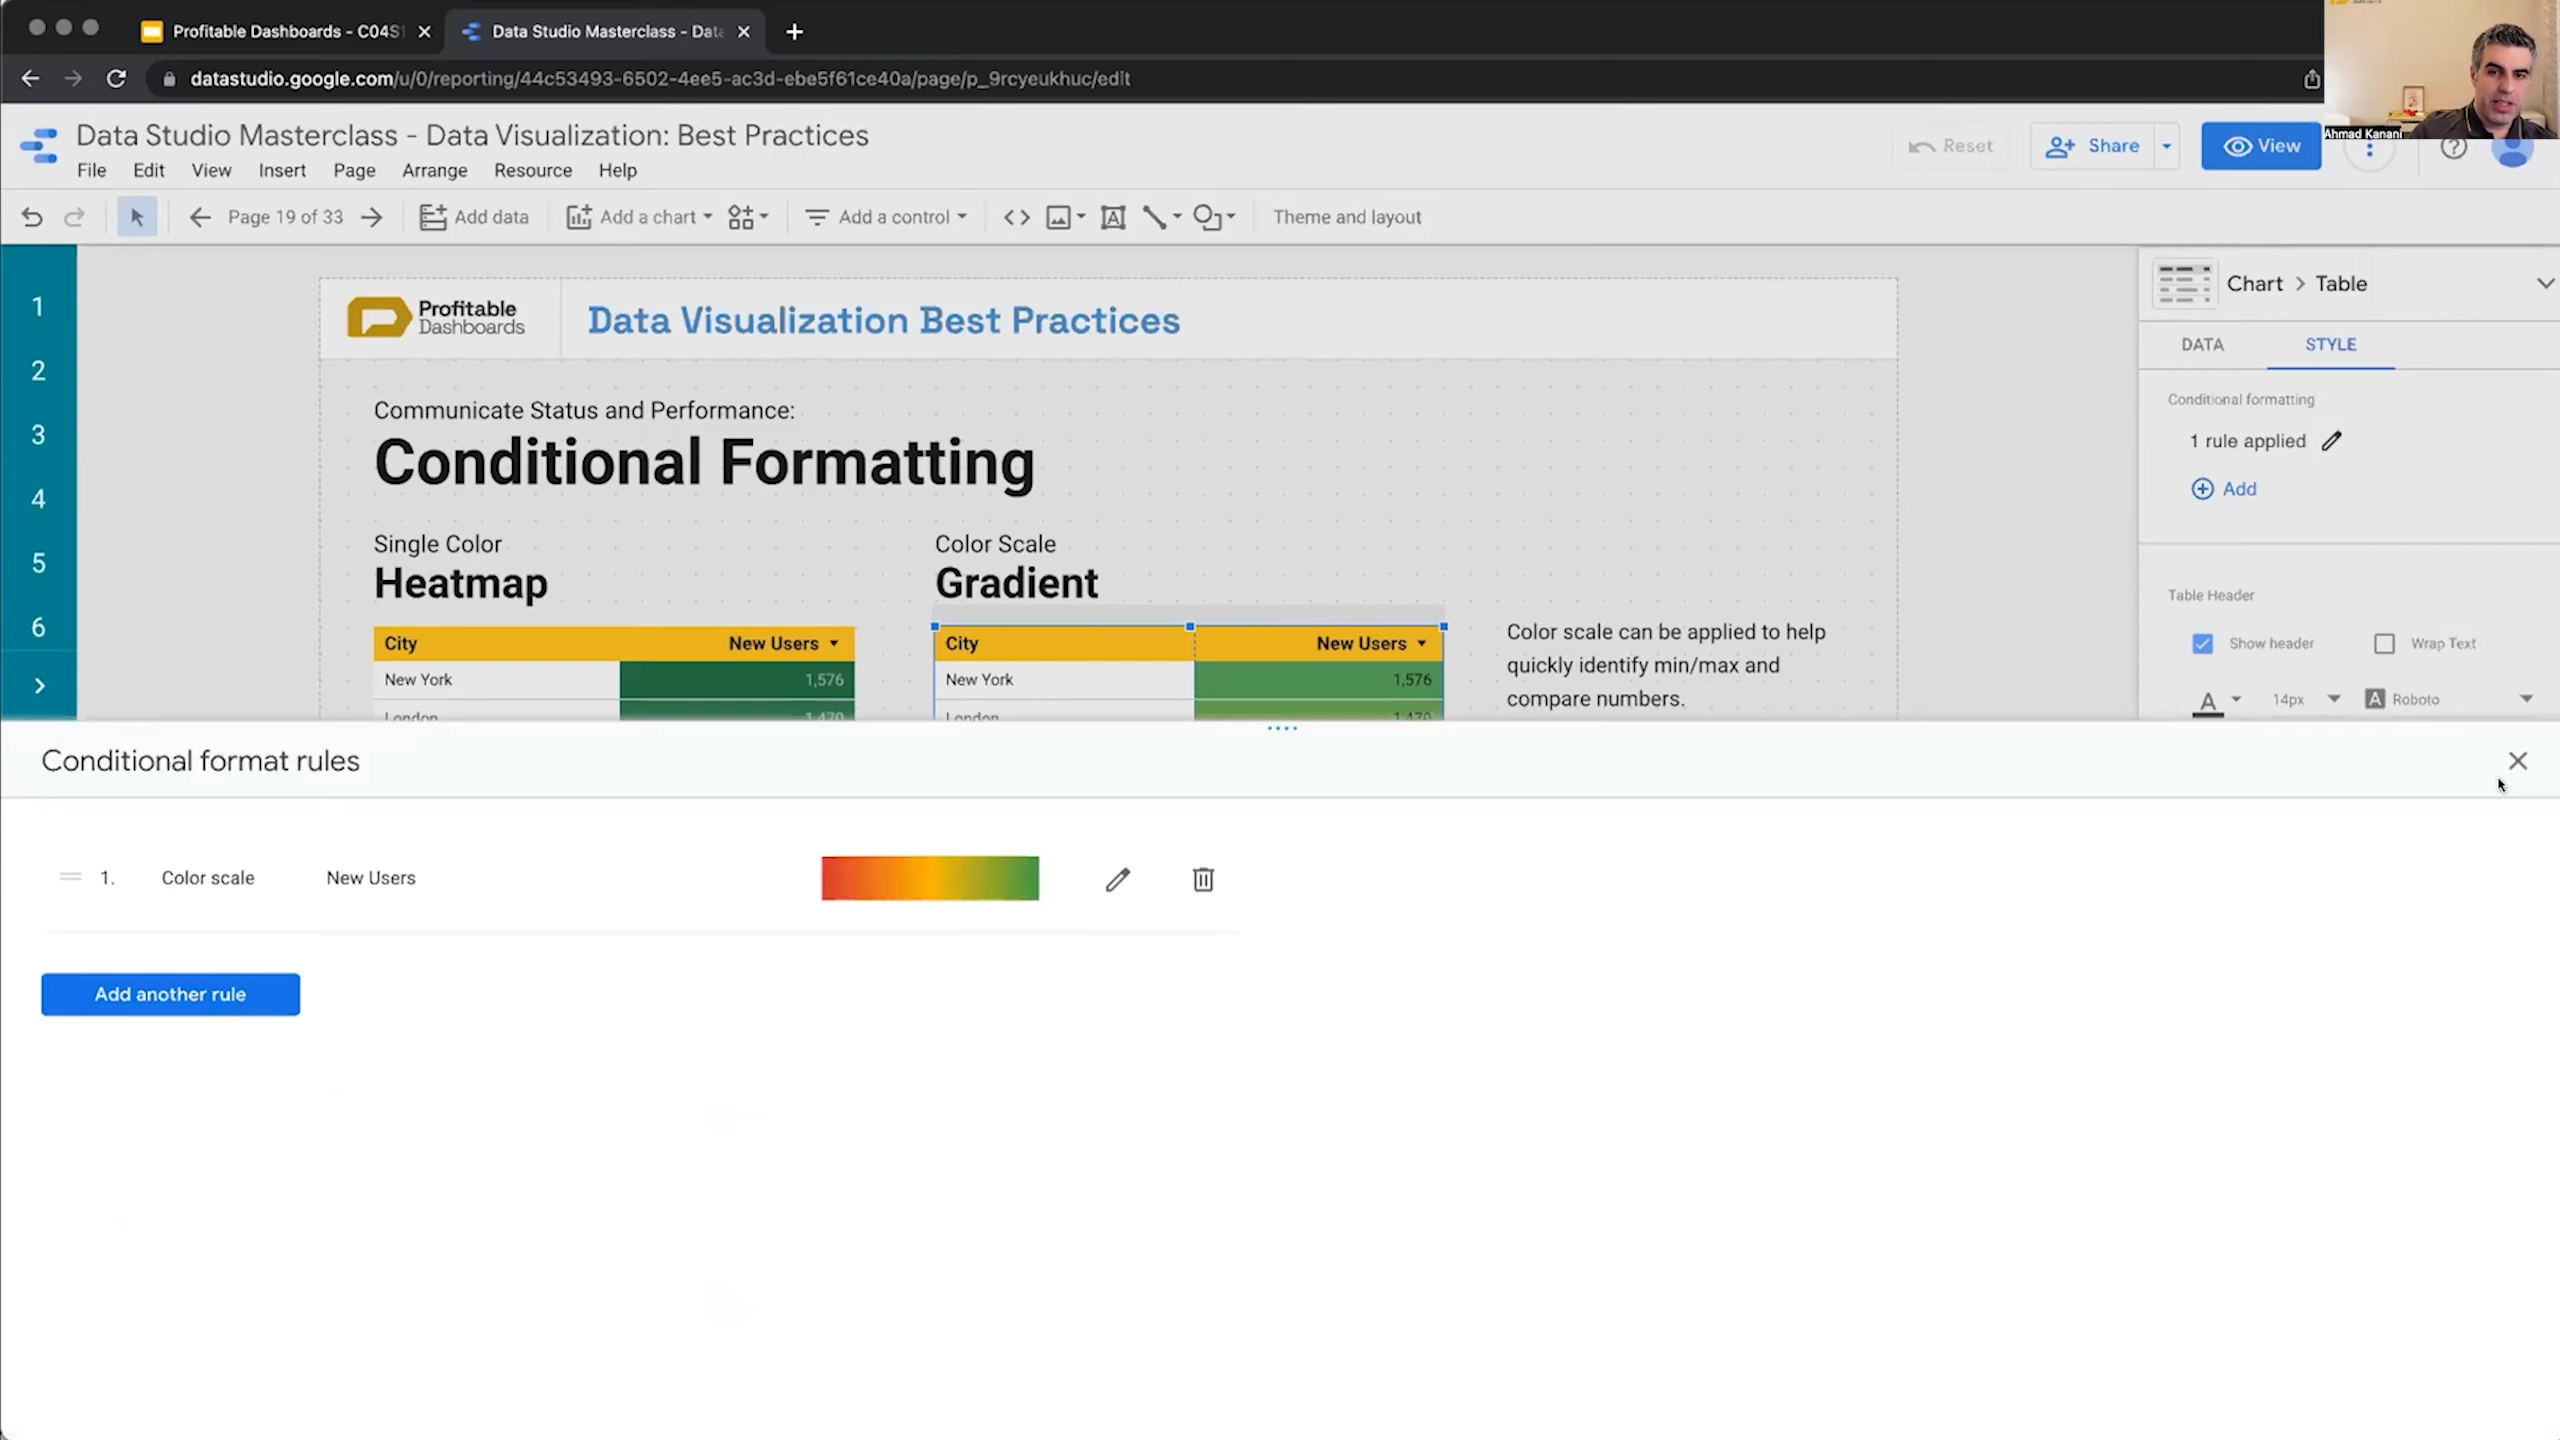 Profitable Dashboards - C04S
Data Studio Masterclass - Data
datastudio.google.com/u/0/reporting/44c53493-6502-4ee5-ac3d-ebe5f61ce40a/page/p_9rcyeukhuc/edit
Ahmad Kanani
Data Studio Masterclass - Data Visualization: Best Practices
Reset
Share
View
File Edit View Insert Page Arrange Resource Help
Page 19 of 33
Add data
Add a chart
Add a control
Theme and layout
1
2
3
4
5
6
Profitable
Dashboards
Data Visualization Best Practices
Communicate Status and Performance:
Conditional Formatting
Single Color
Heatmap
City New Users
New York 1,576
London 1,470
Color Scale
Gradient
City New Users
New York 1,576
London 1,470
Color scale can be applied to help
quickly identify min/max and
compare numbers.
Chart > Table
DATA STYLE
Conditional formatting
1 rule applied
Add
Table Header
Show header Wrap Text
A 14px A Roboto
Conditional format rules
1. Color scale New Users
Add another rule